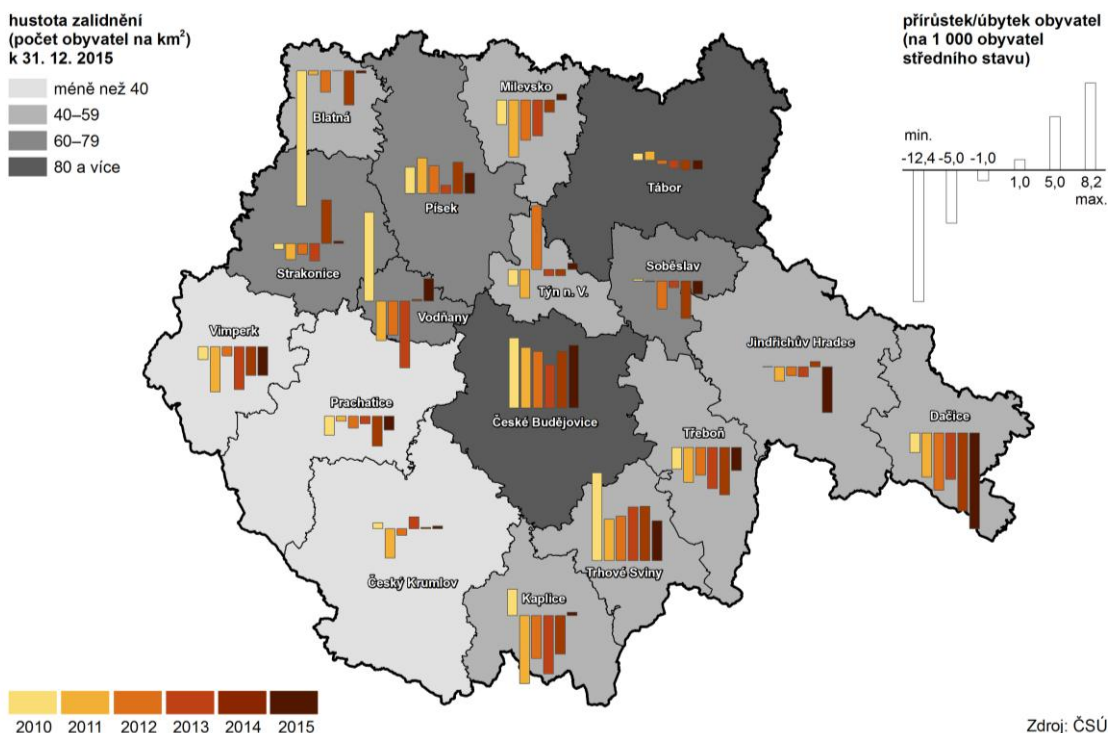 hustota zalidnění
(počet obyvatel na km²)
k 31. 12. 2015
méně než 40
40–59
60–79
80 a více
přírůstek/úbytek obyvatel
(na 1 000 obyvatel
středního stavu)
min.
-12,4 -5,0 -1,0
1,0 5,0 8,2
max.
Milevsko
Blatná
Tábor
Písek
Soběslav
Strakonice
Týn n. V.
Vodňany
Vimperk
Jindřichův Hradec
Prachatice
Dačice
České Budějovice
Třeboň
Trhové Sviny
Český Krumlov
Kaplice
2010 2011 2012 2013 2014 2015
Zdroj: ČSÚ